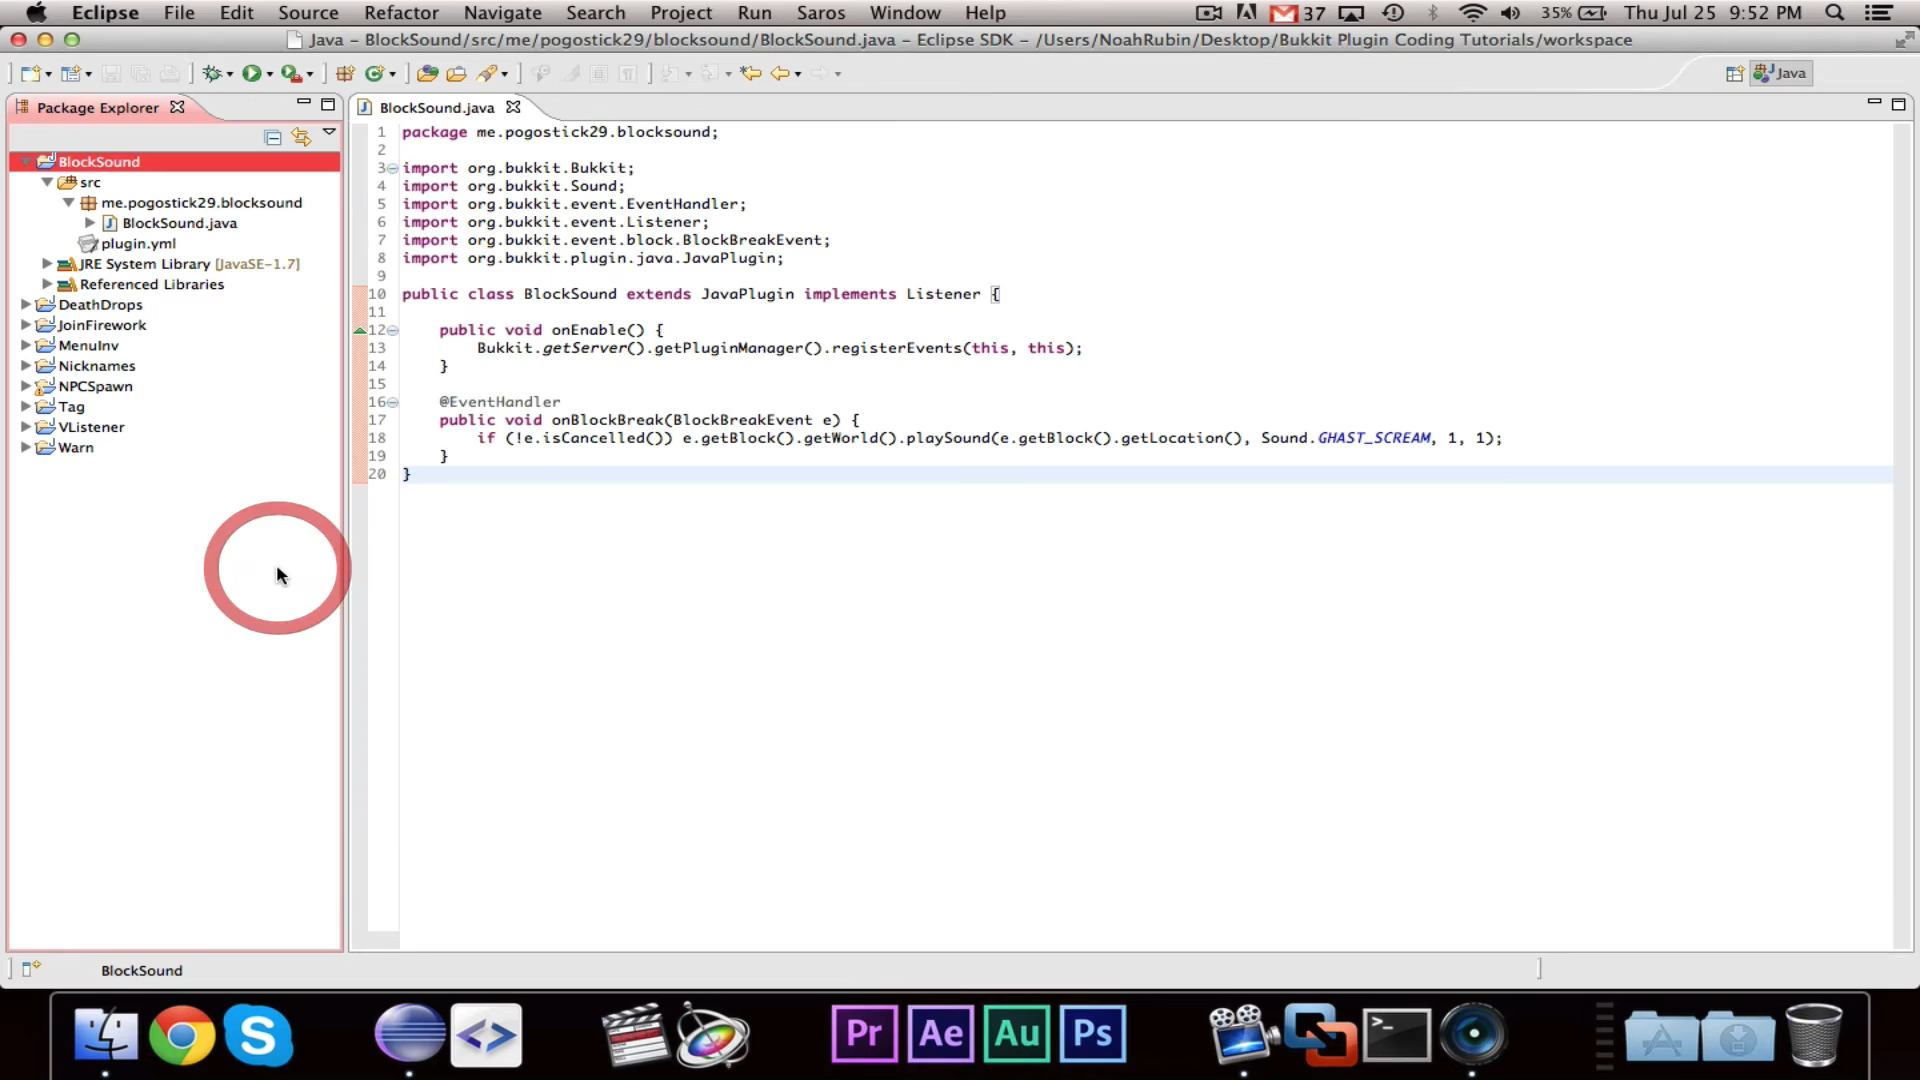 Eclipse File Edit Source Refactor Navigate Search Project Run Saros Window Help 37 35% Thu Jul 25 9:52 PM
Java – BlockSound/src/me/pogostick29/blocksound/BlockSound.java – Eclipse SDK – /Users/NoahRubin/Desktop/Bukkit Plugin Coding Tutorials/workspace
Java
Package Explorer
BlockSound
src
me.pogostick29.blocksound
BlockSound.java
plugin.yml
JRE System Library [JavaSE-1.7]
Referenced Libraries
DeathDrops
JoinFirework
MenuInv
Nicknames
NPCSpawn
Tag
VListener
Warn
BlockSound.java
1 package me.pogostick29.blocksound;
2
3 import org.bukkit.Bukkit;
4 import org.bukkit.Sound;
5 import org.bukkit.event.EventHandler;
6 import org.bukkit.event.Listener;
7 import org.bukkit.event.block.BlockBreakEvent;
8 import org.bukkit.plugin.java.JavaPlugin;
9
10 public class BlockSound extends JavaPlugin implements Listener {
11
12 public void onEnable() {
13 Bukkit.getServer().getPluginManager().registerEvents(this, this);
14 }
15
16 @EventHandler
17 public void onBlockBreak(BlockBreakEvent e) {
18 if (!e.isCancelled()) e.getBlock().getWorld().playSound(e.getBlock().getLocation(), Sound.GHAST_SCREAM, 1, 1);
19 }
20 }
BlockSound
Pr Ae Au Ps